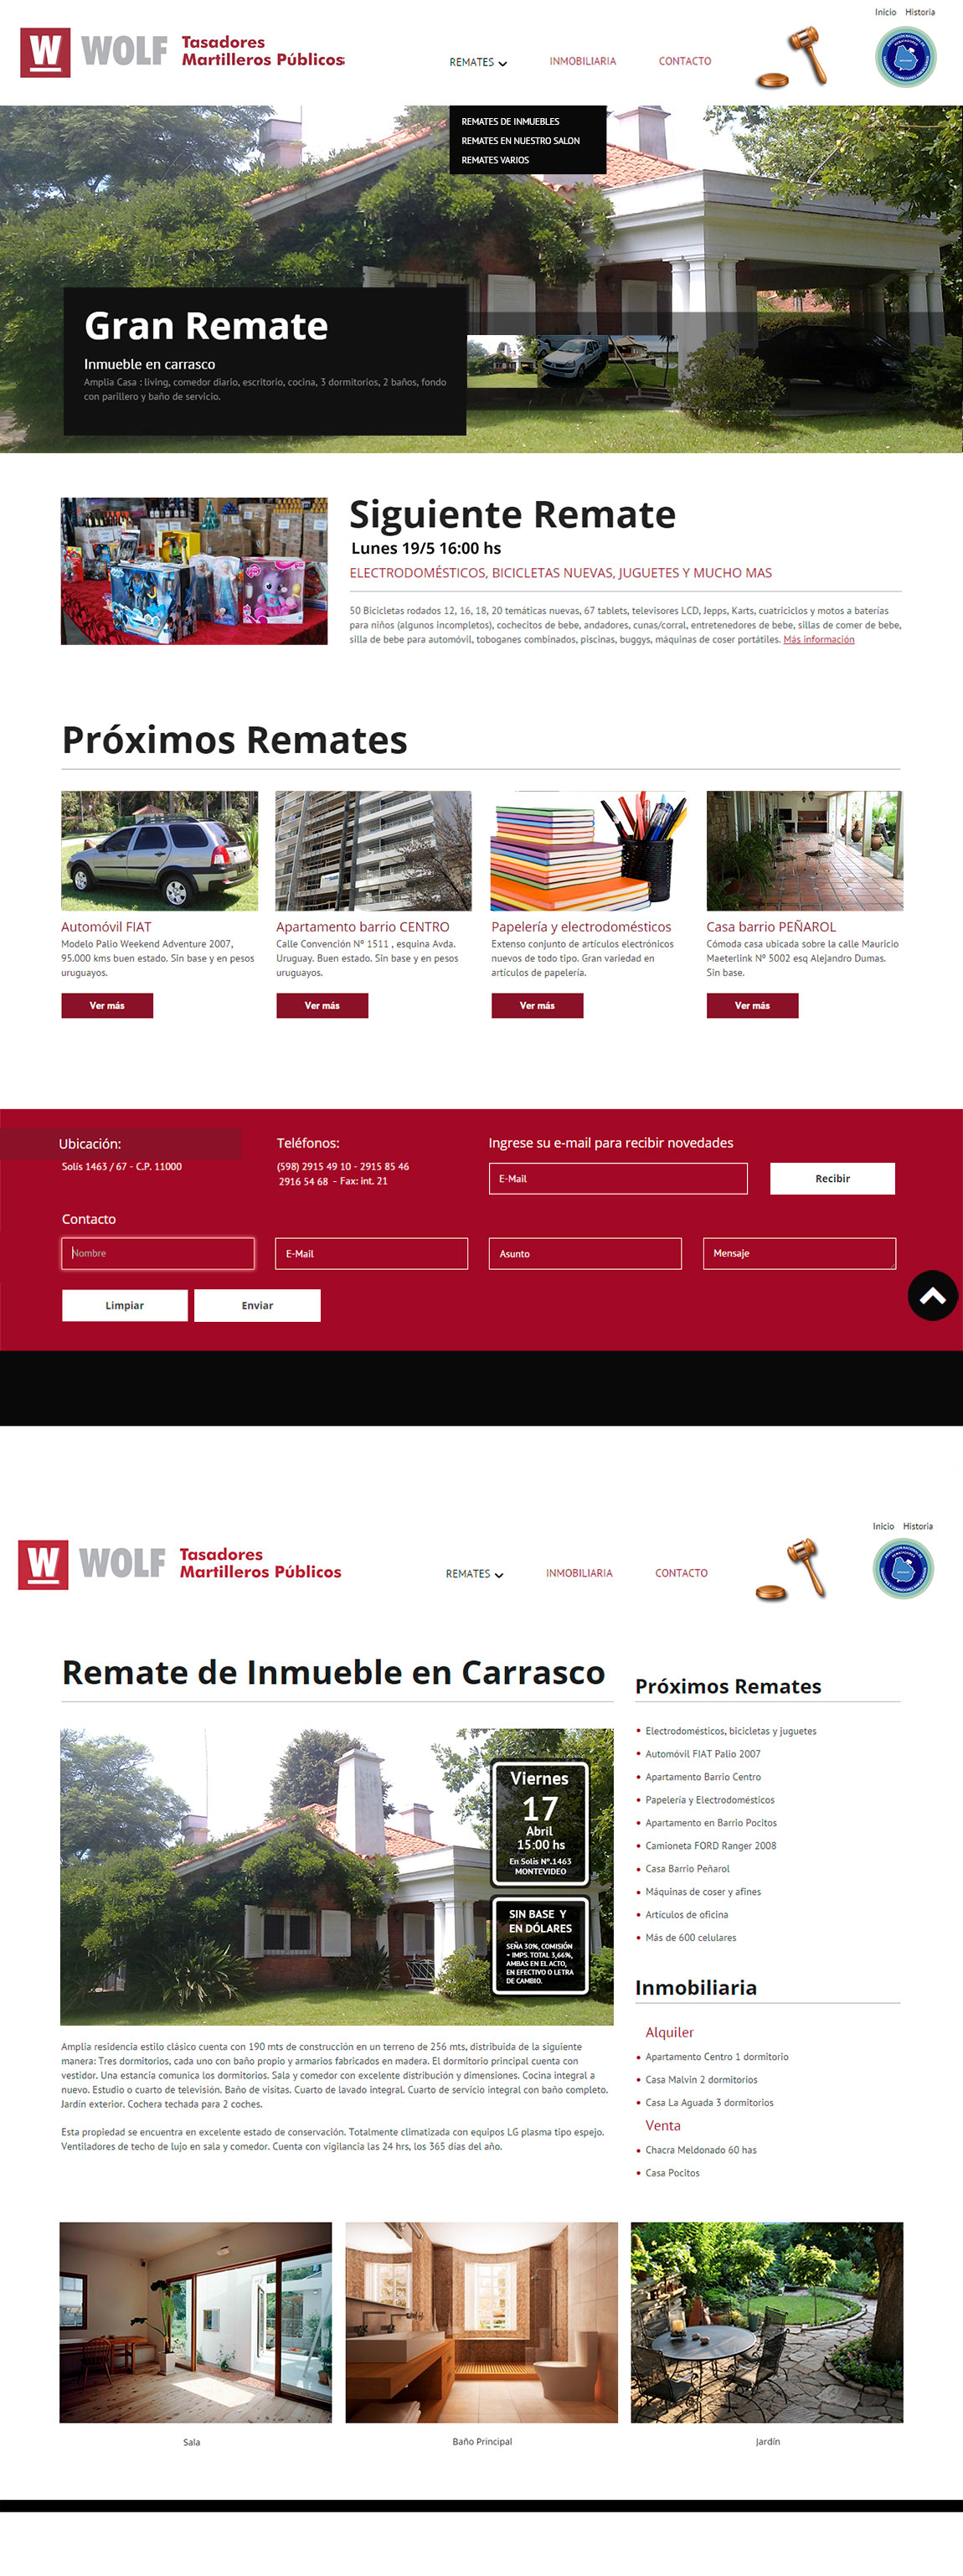 Inicio Historia
W WOLF Tasadores
Martilleros Públicos
REMATES INMOBILIARIA CONTACTO
REMATES DE INMUEBLES
REMATES EN NUESTRO SALON
REMATES VARIOS
Gran Remate
Inmueble en carrasco
Amplia Casa : living, comedor diario, escritorio, cocina, 3 dormitorios, 2 baños, fondo
con parillero y baño de servicio.
Siguiente Remate
Lunes 19/5 16:00 hs
ELECTRODOMÉSTICOS, BICICLETAS NUEVAS, JUGUETES Y MUCHO MAS
50 Bicicletas rodados 12, 16, 18, 20 temáticas nuevas, 67 tablets, televisores LCD, Jepps, Karts, cuatriciclos y motos a baterías
para niños (algunos incompletos), cochecitos de bebe, andadores, cunas/corral, entretenedores de bebe, sillas de comer de bebe,
silla de bebe para automóvil, toboganes combinados, piscinas, buggys, máquinas de coser portátiles. Más información
Próximos Remates
Automóvil FIAT
Modelo Palio Weekend Adventure 2007,
95.000 kms buen estado. Sin base y en pesos
uruguayos.
Ver más
Apartamento barrio CENTRO
Calle Convención Nº 1511 , esquina Avda.
Uruguay. Buen estado. Sin base y en pesos
uruguayos.
Ver más
Papelería y electrodomésticos
Extenso conjunto de artículos electrónicos
nuevos de todo tipo. Gran variedad en
artículos de papelería.
Ver más
Casa barrio PEÑAROL
Cómoda casa ubicada sobre la calle Mauricio
Maeterlink Nº 5002 esq Alejandro Dumas.
Sin base.
Ver más
Ubicación:
Solís 1463 / 67 - C.P. 11000
Teléfonos:
(598) 2915 49 10 - 2915 85 46
2916 54 68 - Fax: int. 21
Ingrese su e-mail para recibir novedades
E-Mail
Recibir
Contacto
Nombre
E-Mail
Asunto
Mensaje
Limpiar
Enviar
Inicio Historia
W WOLF Tasadores
Martilleros Públicos
REMATES INMOBILIARIA CONTACTO
Remate de Inmueble en Carrasco
Viernes
17
Abril
15:00 hs
En Solis Nº.1463
MONTEVIDEO
SIN BASE Y
EN DÓLARES
SEÑA 30%, COMISIÓN
+ IMPS. TOTAL 3,66%,
AMBAS EN EL ACTO,
EN EFECTIVO O LETRA
DE CAMBIO.
Amplia residencia estilo clásico cuenta con 190 mts de construcción en un terreno de 256 mts, distribuida de la siguiente
manera: Tres dormitorios, cada uno con baño propio y armarios fabricados en madera. El dormitorio principal cuenta con
vestidor. Una estancia comunica los dormitorios. Sala y comedor con excelente distribución y dimensiones. Cocina integral a
nuevo. Estudio o cuarto de televisión. Baño de visitas. Cuarto de lavado integral. Cuarto de servicio integral con baño completo.
Jardín exterior. Cochera techada para 2 coches.
Esta propiedad se encuentra en excelente estado de conservación. Totalmente climatizada con equipos LG plasma tipo espejo.
Ventiladores de techo de lujo en sala y comedor. Cuenta con vigilancia las 24 hrs, los 365 días del año.
Próximos Remates
Electrodomésticos, bicicletas y juguetes
Automóvil FIAT Palio 2007
Apartamento Barrio Centro
Papelería y Electrodomésticos
Apartamento en Barrio Pocitos
Camioneta FORD Ranger 2008
Casa Barrio Peñarol
Máquinas de coser y afines
Artículos de oficina
Más de 600 celulares
Inmobiliaria
Alquiler
Apartamento Centro 1 dormitorio
Casa Malvin 2 dormitorios
Casa La Aguada 3 dormitorios
Venta
Chacra Meldonado 60 has
Casa Pocitos
Sala
Baño Principal
Jardín